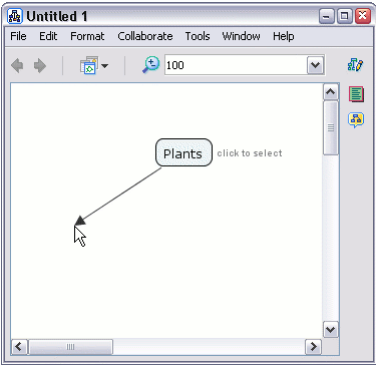 Untitled 1
File Edit Format Collaborate Tools Window Help
100
Plants click to select